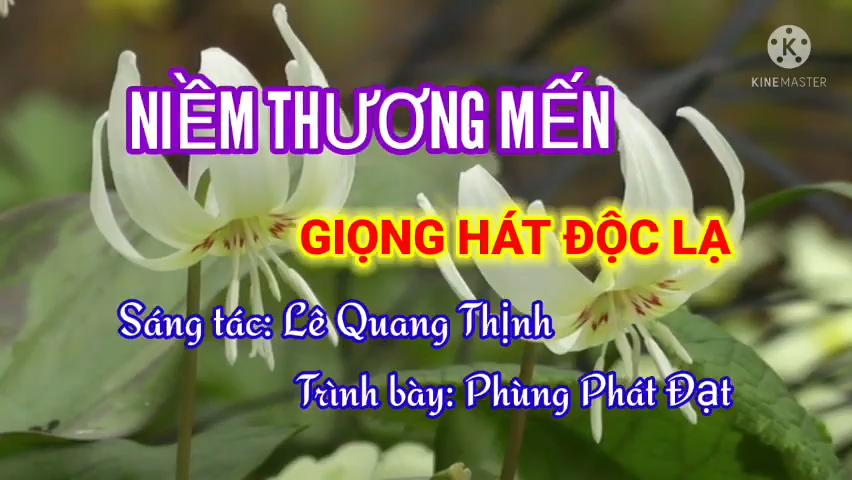 KINEMASTER
NIỀM THƯƠNG MẾN
GIỌNG HÁT ĐỘC LẠ
Sáng tác: Lê Quang Thịnh
Trình bày: Phùng Phát Đạt